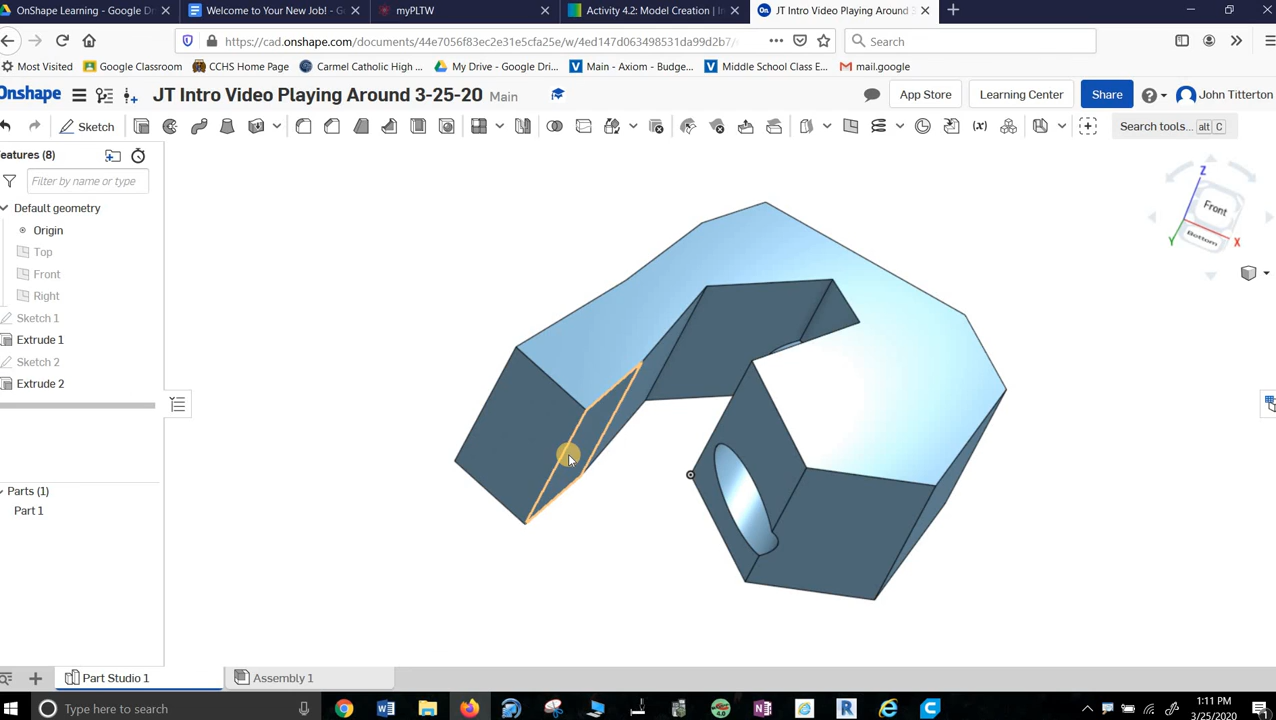 OnShape Learning - Google Drive
Welcome to Your New Job! - G
myPLTW
Activity 4.2: Model Creation | In
JT Intro Video Playing Around 3
https://cad.onshape.com/documents/44e7056f83ec2e31e5cfa25e/w/4ed147d063498531da99d2b7/
Search
Most Visited
Google Classroom
CCHS Home Page
Carmel Catholic High ...
My Drive - Google Dri...
Main - Axiom - Budge...
Middle School Class E...
mail.google
Onshape
JT Intro Video Playing Around 3-25-20 Main
App Store
Learning Center
Share
John Titterton
Sketch
Search tools... alt C
eatures (8)
Filter by name or type
Default geometry
Origin
Top
Front
Right
Sketch 1
Extrude 1
Sketch 2
Extrude 2
Parts (1)
Part 1
Z
Front
Bottom
Y
X
Part Studio 1
Assembly 1
Type here to search
1:11 PM
3/25/2020